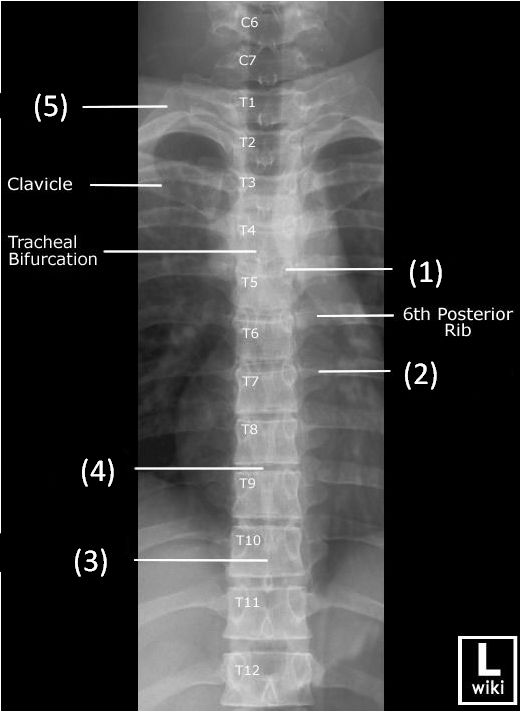 C6
C7
(5)
T1
T2
Clavicle
T3
T4
Tracheal
Bifurcation
(1)
T5
6th Posterior
Rib
T6
(2)
T7
T8
(4)
T9
T10
(3)
T11
T12
L
wiki